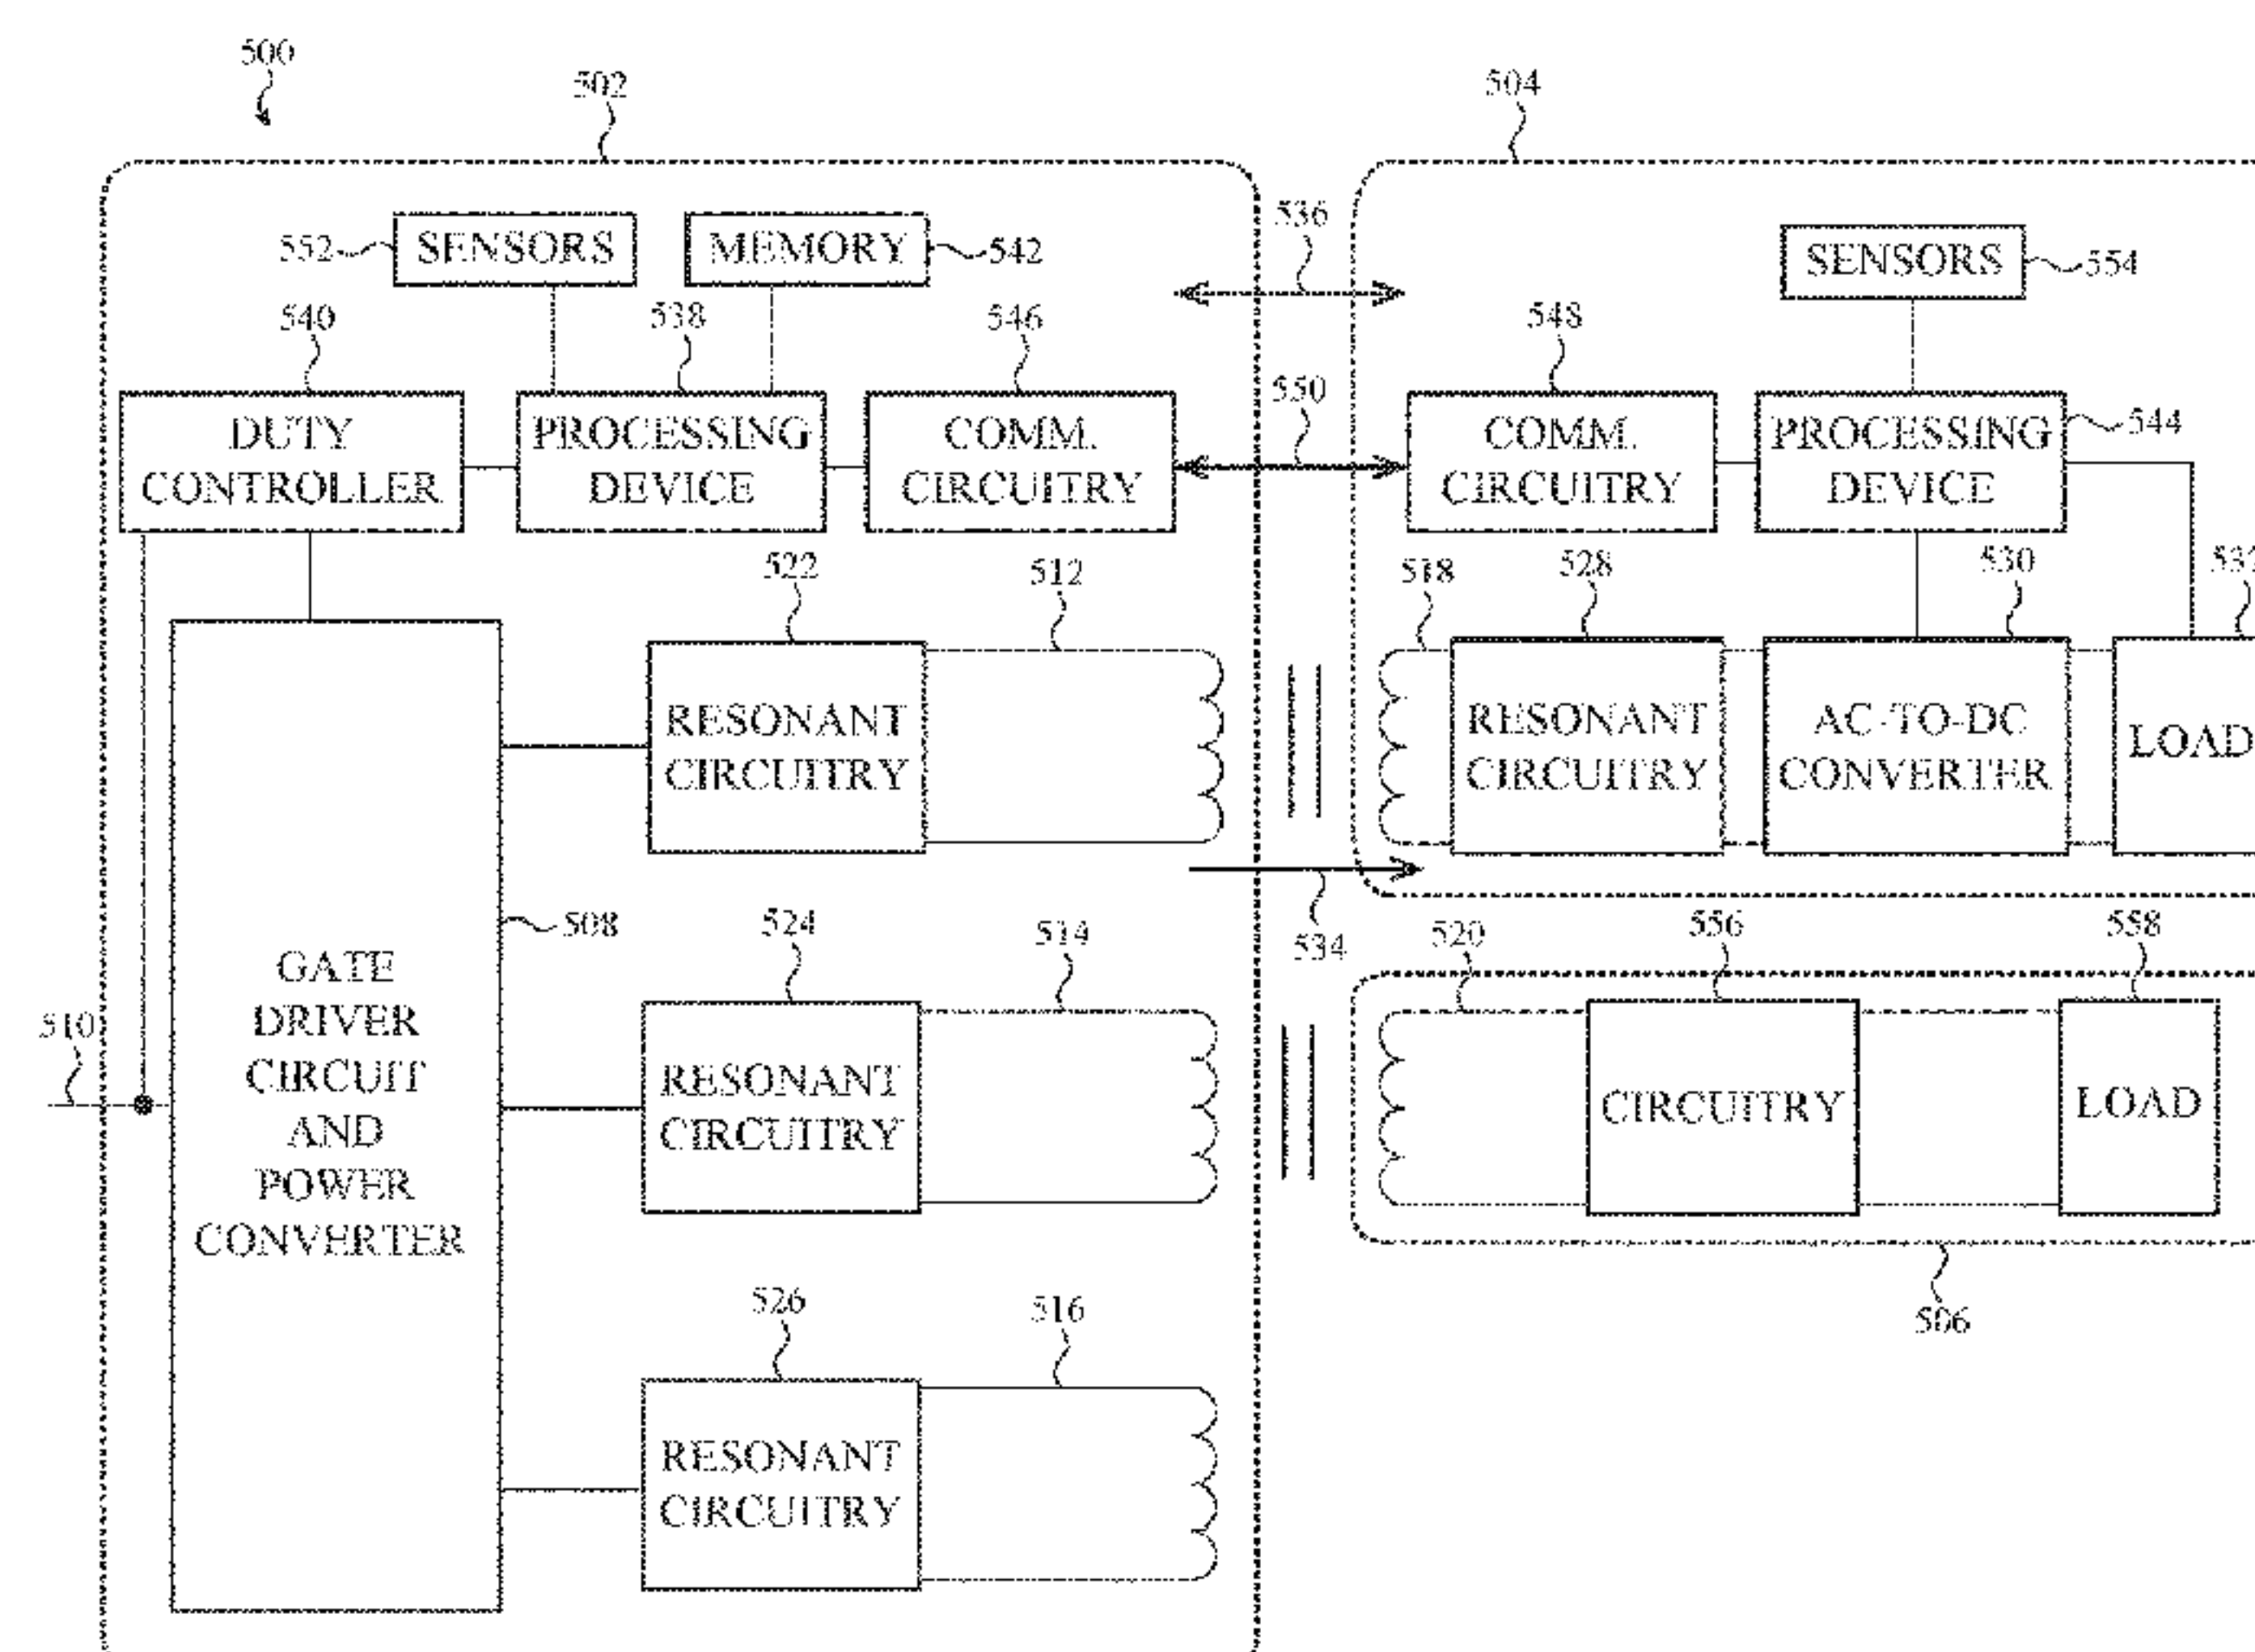 500
502
504
536
552
SENSORS
MEMORY
542
SENSORS
554
540
538
546
548
550
DUTY
CONTROLLER
PROCESSING
DEVICE
COMM.
CIRCUITRY
COMM.
CIRCUITRY
PROCESSING
DEVICE
544
522
512
518
528
530
RESONANT
CIRCUITRY
RESONANT
CIRCUITRY
AC-TO-DC
CONVERTER
LOAD
508
524
514
534
520
556
558
GATE
DRIVER
CIRCUIT
AND
POWER
CONVERTER
510
RESONANT
CIRCUITRY
CIRCUITRY
LOAD
506
526
516
RESONANT
CIRCUITRY